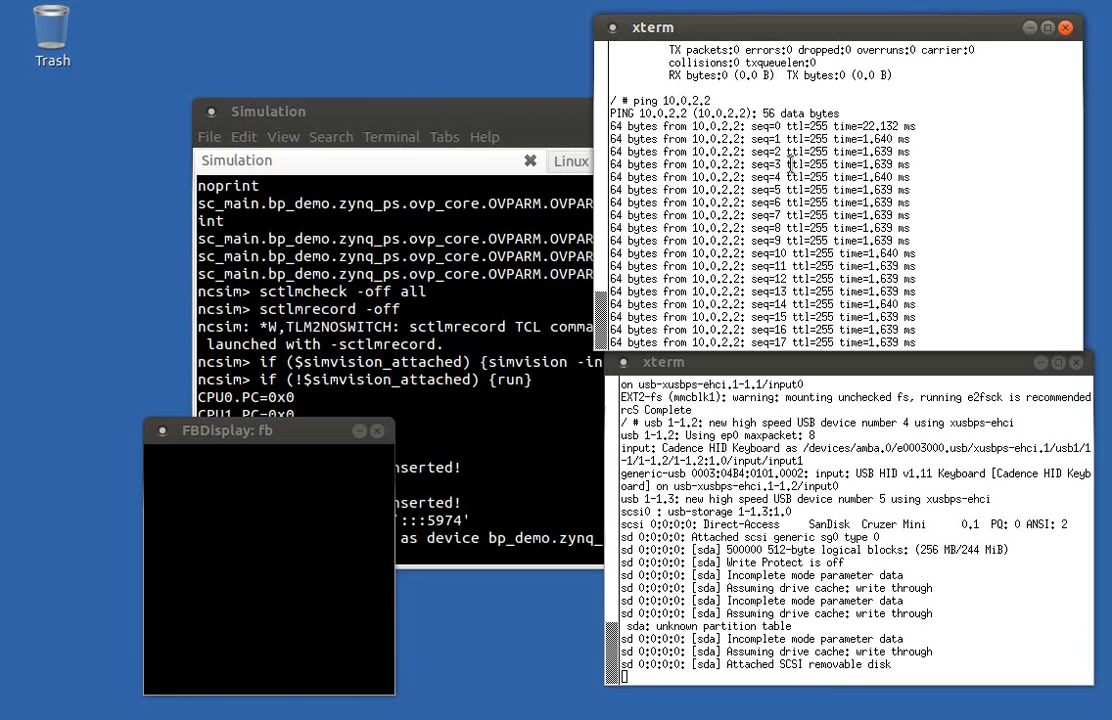 Trash
xterm
TX packets:0 errors:0 dropped:0 overruns:0 carrier:0
collisions:0 txqueuelen:0
RX bytes:0 (0.0 B)  TX bytes:0 (0.0 B)
/ # ping 10.0.2.2
PING 10.0.2.2 (10.0.2.2): 56 data bytes
64 bytes from 10.0.2.2: seq=0 ttl=255 time=22.132 ms
64 bytes from 10.0.2.2: seq=1 ttl=255 time=1.640 ms
64 bytes from 10.0.2.2: seq=2 ttl=255 time=1.639 ms
64 bytes from 10.0.2.2: seq=3 ttl=255 time=1.639 ms
64 bytes from 10.0.2.2: seq=4 ttl=255 time=1.640 ms
64 bytes from 10.0.2.2: seq=5 ttl=255 time=1.639 ms
64 bytes from 10.0.2.2: seq=6 ttl=255 time=1.639 ms
64 bytes from 10.0.2.2: seq=7 ttl=255 time=1.639 ms
64 bytes from 10.0.2.2: seq=8 ttl=255 time=1.639 ms
64 bytes from 10.0.2.2: seq=9 ttl=255 time=1.639 ms
64 bytes from 10.0.2.2: seq=10 ttl=255 time=1.640 ms
64 bytes from 10.0.2.2: seq=11 ttl=255 time=1.639 ms
64 bytes from 10.0.2.2: seq=12 ttl=255 time=1.639 ms
64 bytes from 10.0.2.2: seq=13 ttl=255 time=1.639 ms
64 bytes from 10.0.2.2: seq=14 ttl=255 time=1.640 ms
64 bytes from 10.0.2.2: seq=15 ttl=255 time=1.639 ms
64 bytes from 10.0.2.2: seq=16 ttl=255 time=1.639 ms
64 bytes from 10.0.2.2: seq=17 ttl=255 time=1.639 ms
Simulation
File Edit View Search Terminal Tabs Help
Simulation Linux
noprint
sc_main.bp_demo.zynq_ps.ovp_core.OVPARM.OVPAR
int
sc_main.bp_demo.zynq_ps.ovp_core.OVPARM.OVPAR
sc_main.bp_demo.zynq_ps.ovp_core.OVPARM.OVPAR
sc_main.bp_demo.zynq_ps.ovp_core.OVPARM.OVPAR
ncsim> sctlmcheck -off all
ncsim> sctlmrecord -off
ncsim: *W,TLM2NOSWITCH: sctlmrecord TCL comma
launched with -sctlmrecord.
ncsim> if ($simvision_attached) {simvision -in
ncsim> if (!$simvision_attached) {run}
CPU0.PC=0x0
CPU1.PC=0x0
nserted!
nserted!
':::5974'
as device bp_demo.zynq_
FBDisplay: fb
xterm
on usb-xusbps-ehci.1-1.1/input0
EXT2-fs (mmcblk1): warning: mounting unchecked fs, running e2fsck is recommended
rcS Complete
/ # usb 1-1.2: new high speed USB device number 4 using xusbps-ehci
usb 1-1.2: Using ep0 maxpacket: 8
input: Cadence HID Keyboard as /devices/amba.0/e0003000.usb/xusbps-ehci.1/usb1/
1-1/1-1.2/1-1.2:1.0/input/input1
generic-usb 0003:04B4:0101.0002: input: USB HID v1.11 Keyboard [Cadence HID Keyb
oard] on usb-xusbps-ehci.1-1.2/input0
usb 1-1.3: new high speed USB device number 5 using xusbps-ehci
scsi0 : usb-storage 1-1.3:1.0
scsi 0:0:0:0: Direct-Access     SanDisk  Cruzer Mini      0.1  PQ: 0 ANSI: 2
sd 0:0:0:0: Attached scsi generic sg0 type 0
sd 0:0:0:0: [sda] 500000 512-byte logical blocks: (256 MB/244 MiB)
sd 0:0:0:0: [sda] Write Protect is off
sd 0:0:0:0: [sda] Incomplete mode parameter data
sd 0:0:0:0: [sda] Assuming drive cache: write through
sd 0:0:0:0: [sda] Incomplete mode parameter data
sd 0:0:0:0: [sda] Assuming drive cache: write through
sda: unknown partition table
sd 0:0:0:0: [sda] Incomplete mode parameter data
sd 0:0:0:0: [sda] Assuming drive cache: write through
sd 0:0:0:0: [sda] Attached SCSI removable disk